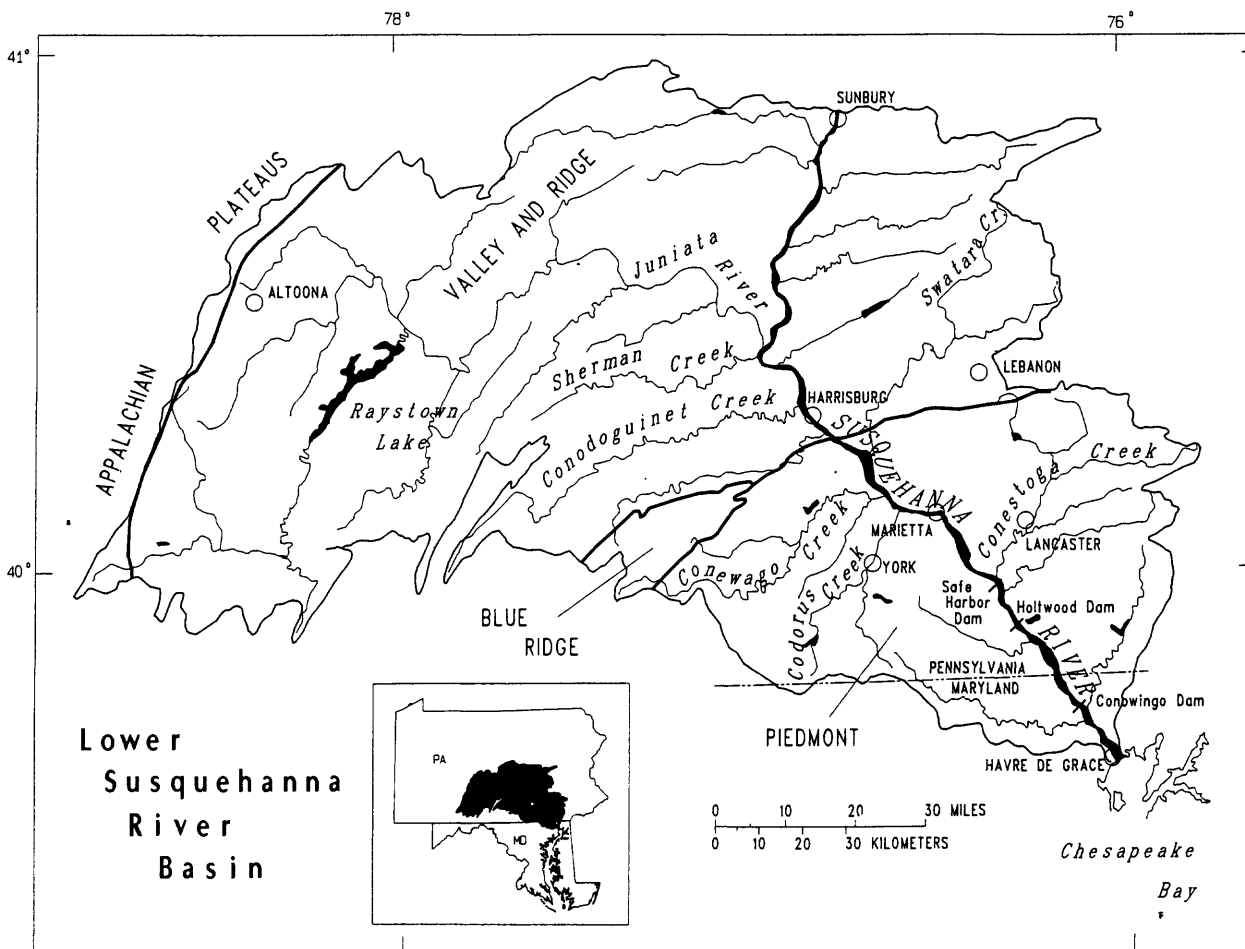 78°
76°
41°
SUNBURY
PLATEAUS
VALLEY AND RIDGE
Juniata
River
Swatara Cr.
ALTOONA
APPALACHIAN
Sherman Creek
LEBANON
Raystown
Lake
HARRISBURG
Conodoguinet Creek
SUSQUEHANNA
Conestoga Creek
MARIETTA
LANCASTER
40°
Conewago Creek
YORK
Codorus Creek
Safe
Harbor
Dam
Holtwood Dam
BLUE
RIDGE
RIVER
PENNSYLVANIA
MARYLAND
Conowingo Dam
PIEDMONT
HAVRE DE GRACE
Lower
Susquehanna
River
Basin
PA
MD
0 10 20 30 MILES
0 10 20 30 KILOMETERS
Chesapeake
Bay